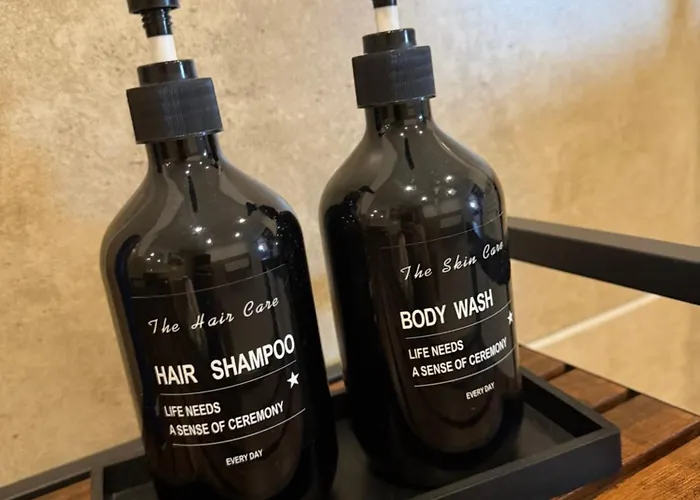 The Hair Care
HAIR SHAMPOO
LIFE NEEDS
A SENSE OF CEREMONY
EVERY DAY
The Skin Care
BODY WASH
LIFE NEEDS
A SENSE OF CEREMONY
EVERY DAY